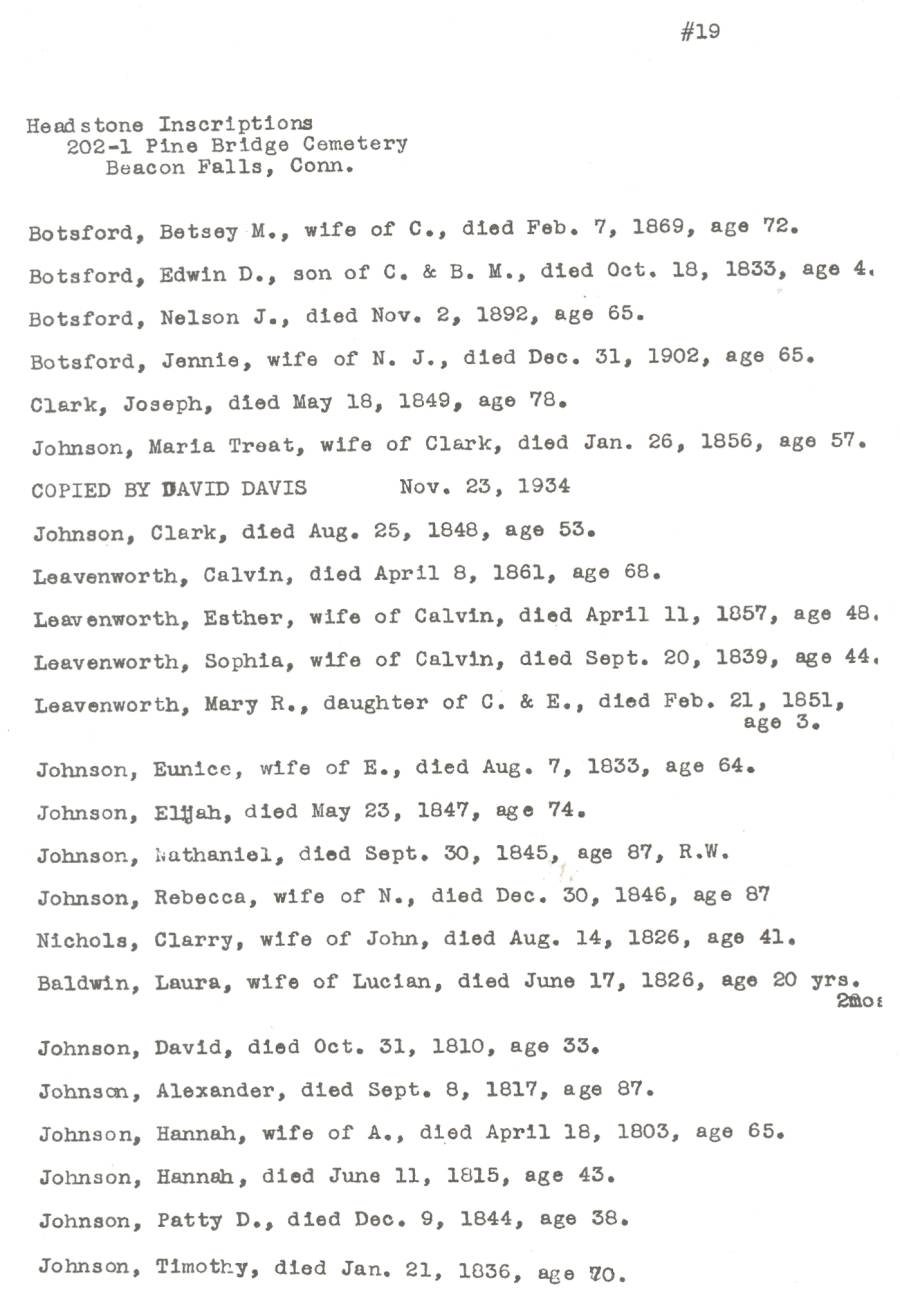 #19
Headstone Inscriptions
202-1 Pine Bridge Cemetery
Beacon Falls, Conn.
Botsford, Betsey M., wife of C., died Feb. 7, 1869, age 72.
Botsford, Edwin D., son of C. & B. M., died Oct. 18, 1833, age 4.
Botsford, Nelson J., died Nov. 2, 1892, age 65.
Botsford, Jennie, wife of N. J., died Dec. 31, 1902, age 65.
Clark, Joseph, died May 18, 1849, age 78.
Johnson, Maria Treat, wife of Clark, died Jan. 26, 1856, age 57.
COPIED BY DAVID DAVIS Nov. 23, 1934
Johnson, Clark, died Aug. 25, 1848, age 53.
Leavenworth, Calvin, died April 8, 1861, age 68.
Leavenworth, Esther, wife of Calvin, died April 11, 1857, age 48.
Leavenworth, Sophia, wife of Calvin, died Sept. 20, 1839, age 44.
Leavenworth, Mary R., daughter of C. & E., died Feb. 21, 1851,
age 3.
Johnson, Eunice, wife of E., died Aug. 7, 1833, age 64.
Johnson, Elijah, died May 23, 1847, age 74.
Johnson, Nathaniel, died Sept. 30, 1845, age 87, R.W.
Johnson, Rebecca, wife of N., died Dec. 30, 1846, age 87
Nichols, Clarry, wife of John, died Aug. 14, 1826, age 41.
Baldwin, Laura, wife of Lucian, died June 17, 1826, age 20 yrs.
2mos
Johnson, David, died Oct. 31, 1810, age 33.
Johnson, Alexander, died Sept. 8, 1817, age 87.
Johnson, Hannah, wife of A., died April 18, 1803, age 65.
Johnson, Hannah, died June 11, 1815, age 43.
Johnson, Patty D., died Dec. 9, 1844, age 38.
Johnson, Timothy, died Jan. 21, 1836, age 70.